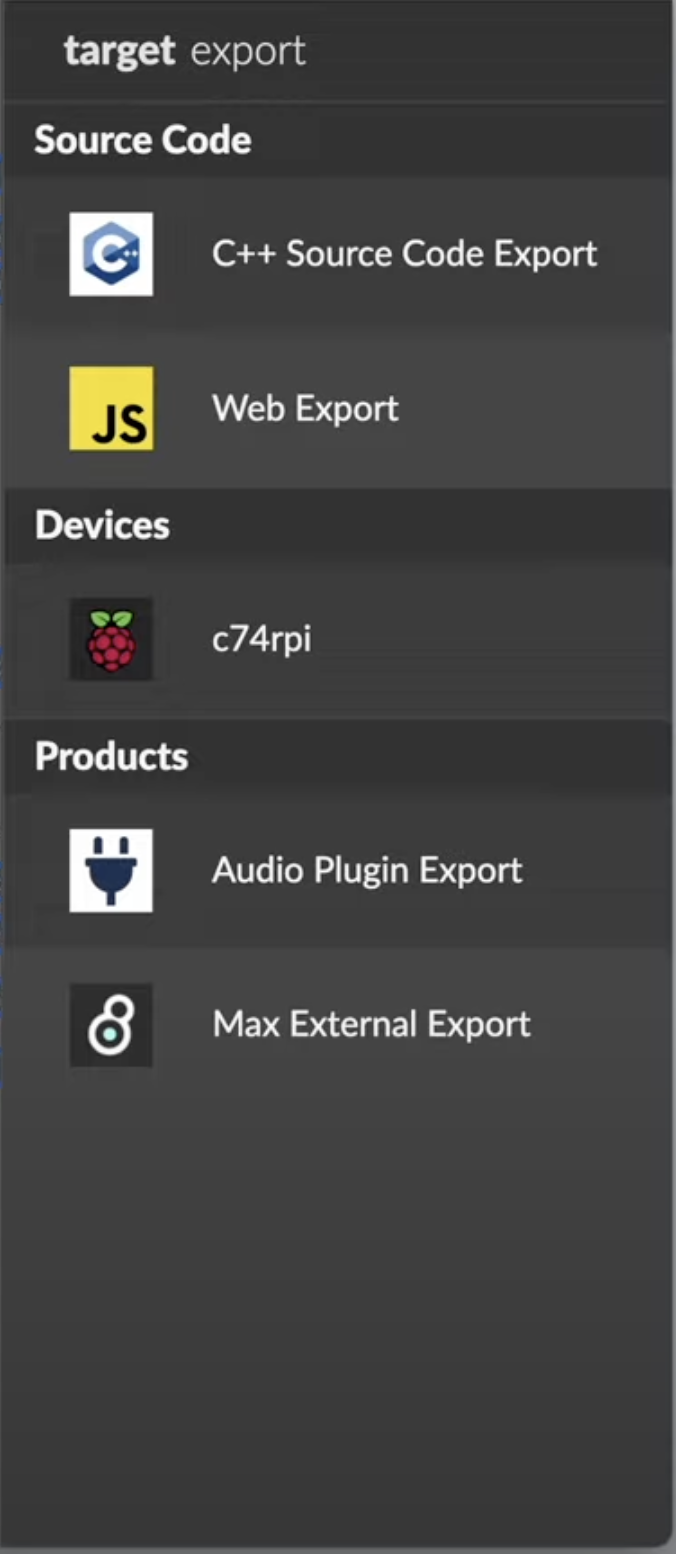 target export
Source Code
C++ Source Code Export
JS Web Export
Devices
c74rpi
Products
Audio Plugin Export
Max External Export